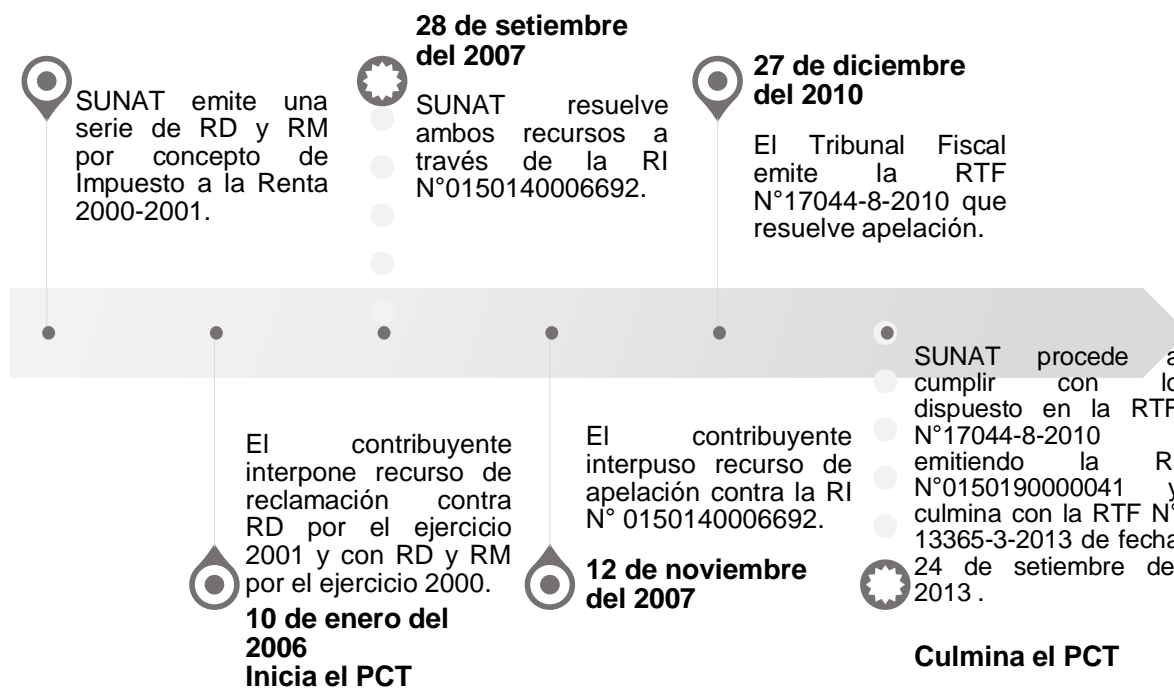 SUNAT emite una
serie de RD y RM
por concepto de
Impuesto a la Renta
2000-2001.
28 de setiembre
del 2007
SUNAT resuelve
ambos recursos a
través de la RI
N°0150140006692.
27 de diciembre
del 2010
El Tribunal Fiscal
emite la RTF
N°17044-8-2010 que
resuelve apelación.
El contribuyente
interpone recurso de
reclamación contra
RD por el ejercicio
2001 y con RD y RM
por el ejercicio 2000.
10 de enero del
2006
Inicia el PCT
El contribuyente
interpuso recurso de
apelación contra la RI
N° 0150140006692.
12 de noviembre
del 2007
SUNAT procede a
cumplir con lo
dispuesto en la RTF
N°17044-8-2010
emitiendo la R
N°0150190000041 y
culmina con la RTF N°
13365-3-2013 de fecha
24 de setiembre de
2013 .
Culmina el PCT